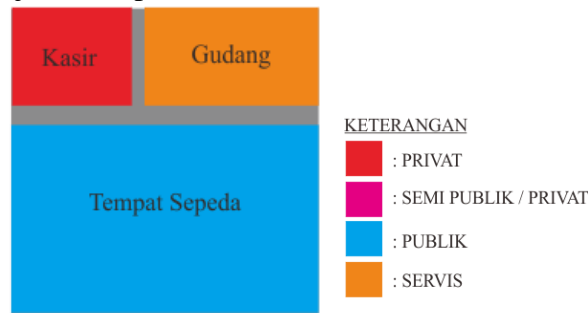 Kasir
Gudang
Tempat Sepeda
KETERANGAN
: PRIVAT
: SEMI PUBLIK / PRIVAT
: PUBLIK
: SERVIS